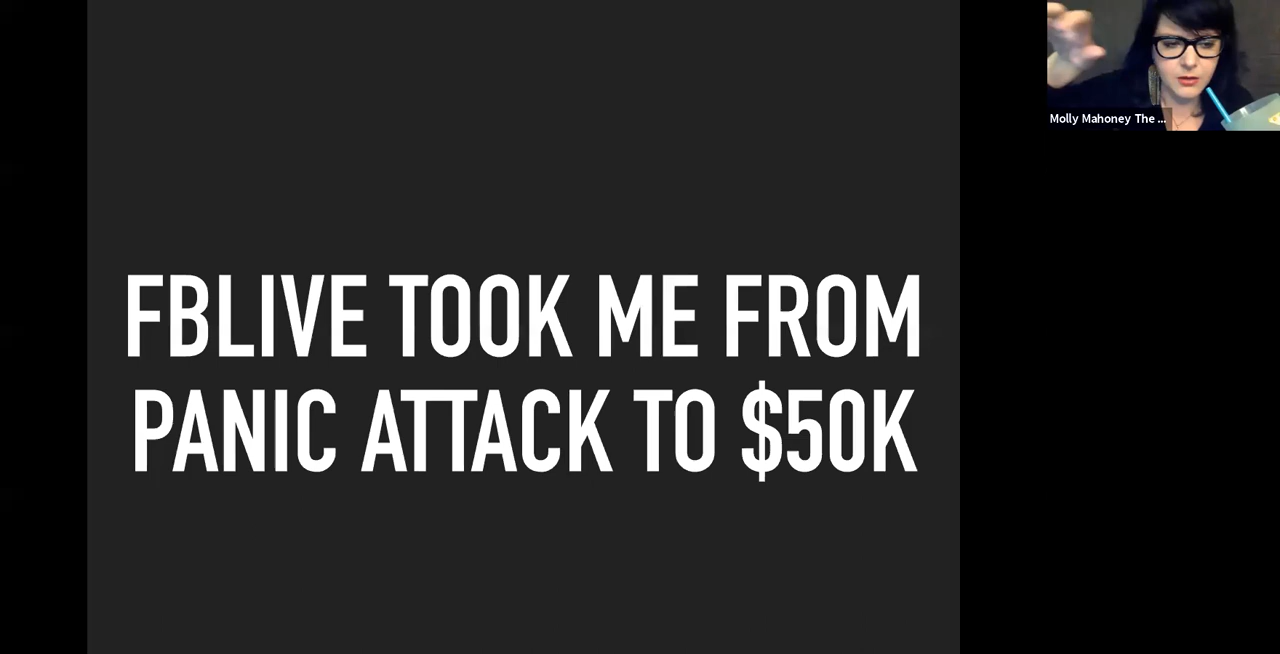 Molly Mahoney The ...
FBLIVE TOOK ME FROM
PANIC ATTACK TO $50K